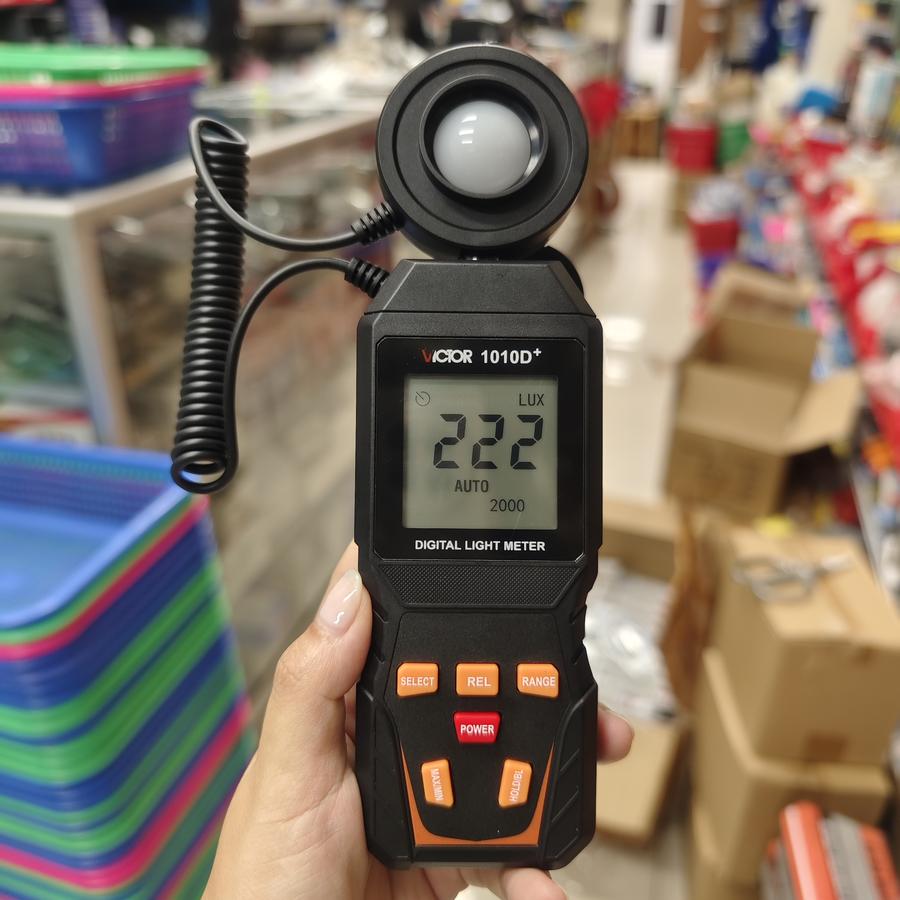 VICTOR 1010D+
LUX
222
AUTO
2000
DIGITAL LIGHT METER
SELECT REL RANGE
POWER
MAX/MIN HOLD/BL